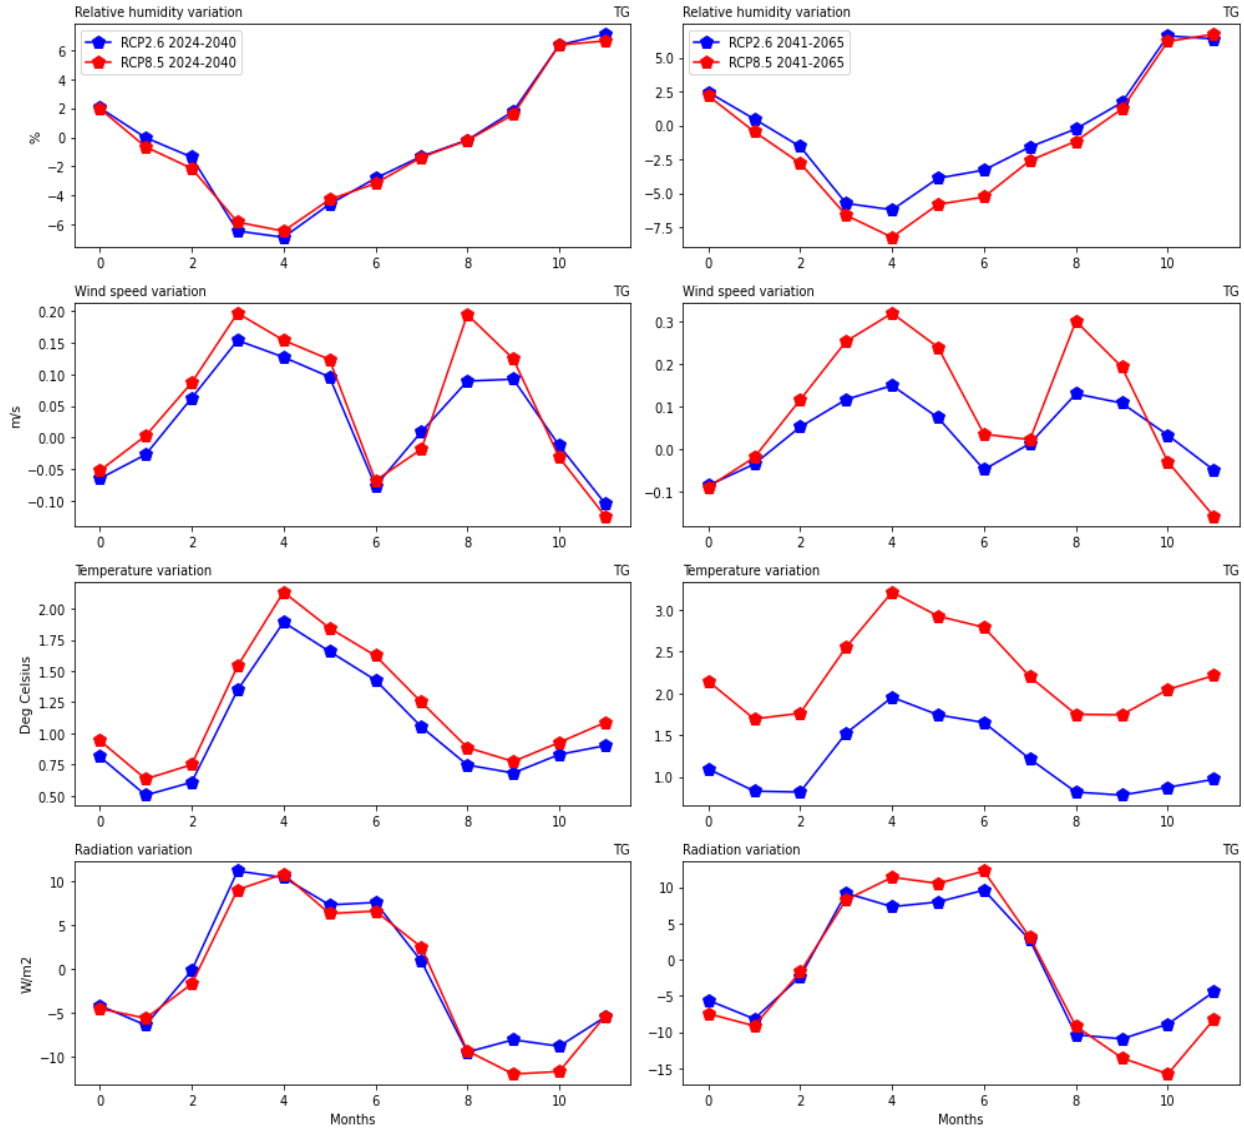 Relative humidity variation TG
Relative humidity variation TG
RCP2.6 2024-2040
RCP8.5 2024-2040
RCP2.6 2041-2065
RCP8.5 2041-2065
%
6
4
2
0
−2
−4
−6
0 2 4 6 8 10
5.0
2.5
0.0
−2.5
−5.0
−7.5
0 2 4 6 8 10
Wind speed variation TG
Wind speed variation TG
m/s
0.20
0.15
0.10
0.05
0.00
−0.05
−0.10
0 2 4 6 8 10
0.3
0.2
0.1
0.0
−0.1
0 2 4 6 8 10
Temperature variation TG
Temperature variation TG
Deg Celsius
2.00
1.75
1.50
1.25
1.00
0.75
0.50
0 2 4 6 8 10
3.0
2.5
2.0
1.5
1.0
0 2 4 6 8 10
Radiation variation TG
Radiation variation TG
W/m2
10
5
0
−5
−10
0 2 4 6 8 10
Months
10
5
0
−5
−10
−15
0 2 4 6 8 10
Months